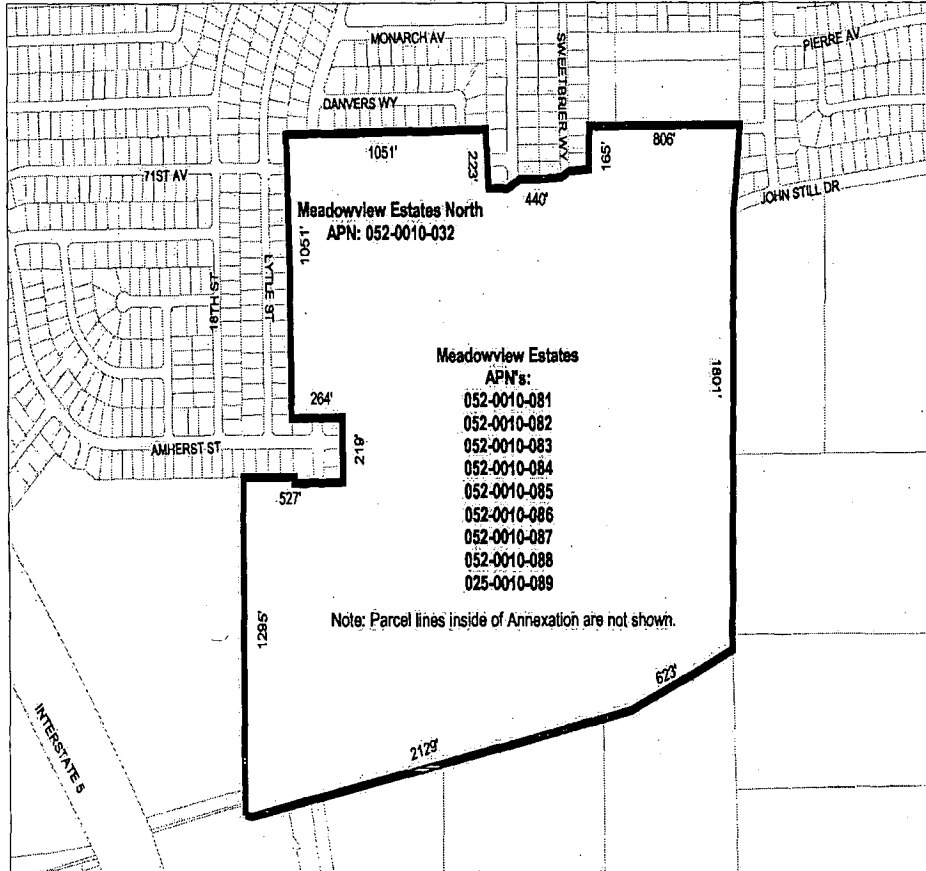 MONARCH AV
SWEETBRIER WY
PIERRE AV
DANVERS WY
1051'
223'
165'
806'
440'
71ST AV
JOHN STILL DR
Meadowview Estates North
APN: 052-0010-032
1051'
18TH ST
LYTLE ST
Meadowview Estates
APN's:
052-0010-081
052-0010-082
052-0010-083
052-0010-084
052-0010-085
052-0010-086
052-0010-087
052-0010-088
025-0010-089
1801'
264'
219'
AMHERST ST
527'
Note: Parcel lines inside of Annexation are not shown.
1295'
623'
INTERSTATE 5
2129'